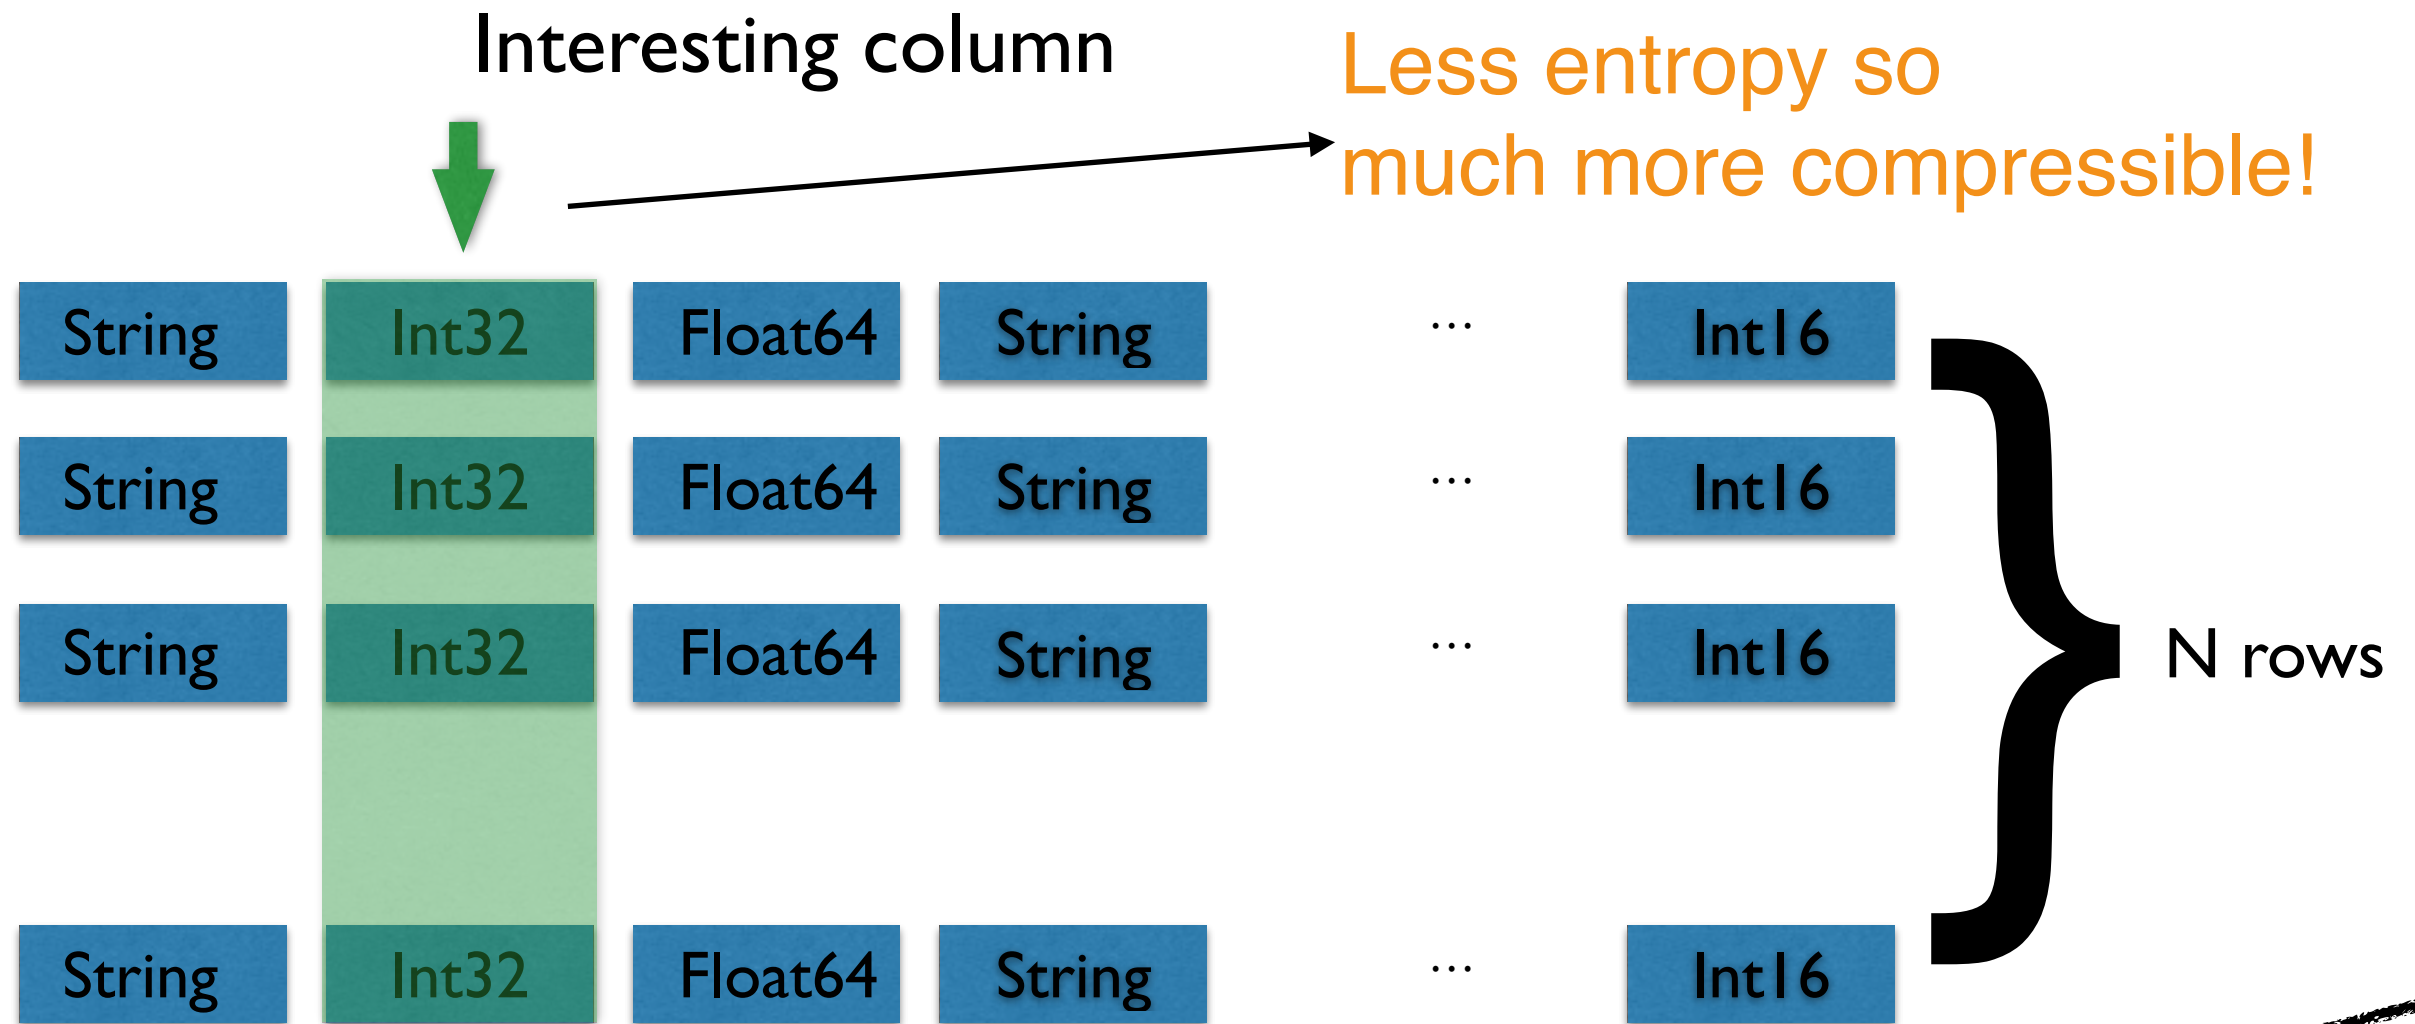 Interesting column
Less entropy so
much more compressible!
String Int32 Float64 String ... Int16
String Int32 Float64 String ... Int16
String Int32 Float64 String ... Int16
N rows
String Int32 Float64 String ... Int16